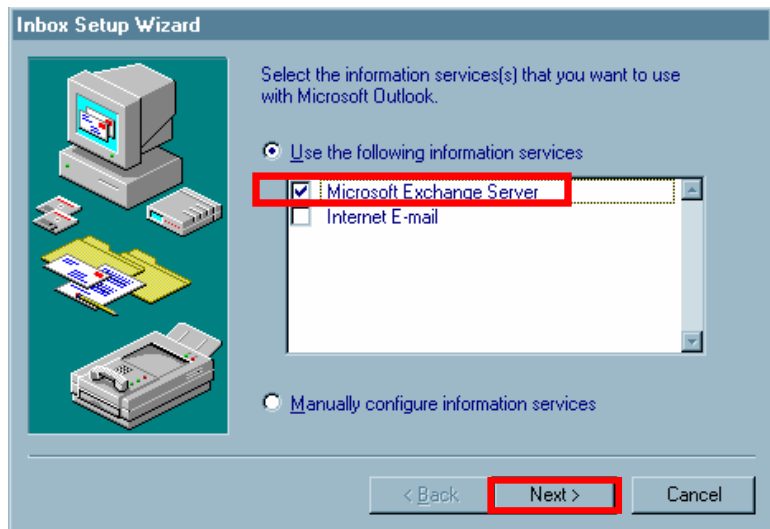 Inbox Setup Wizard
Select the information services(s) that you want to use
with Microsoft Outlook.
Use the following information services
Microsoft Exchange Server
Internet E-mail
Manually configure information services
< Back
Next >
Cancel